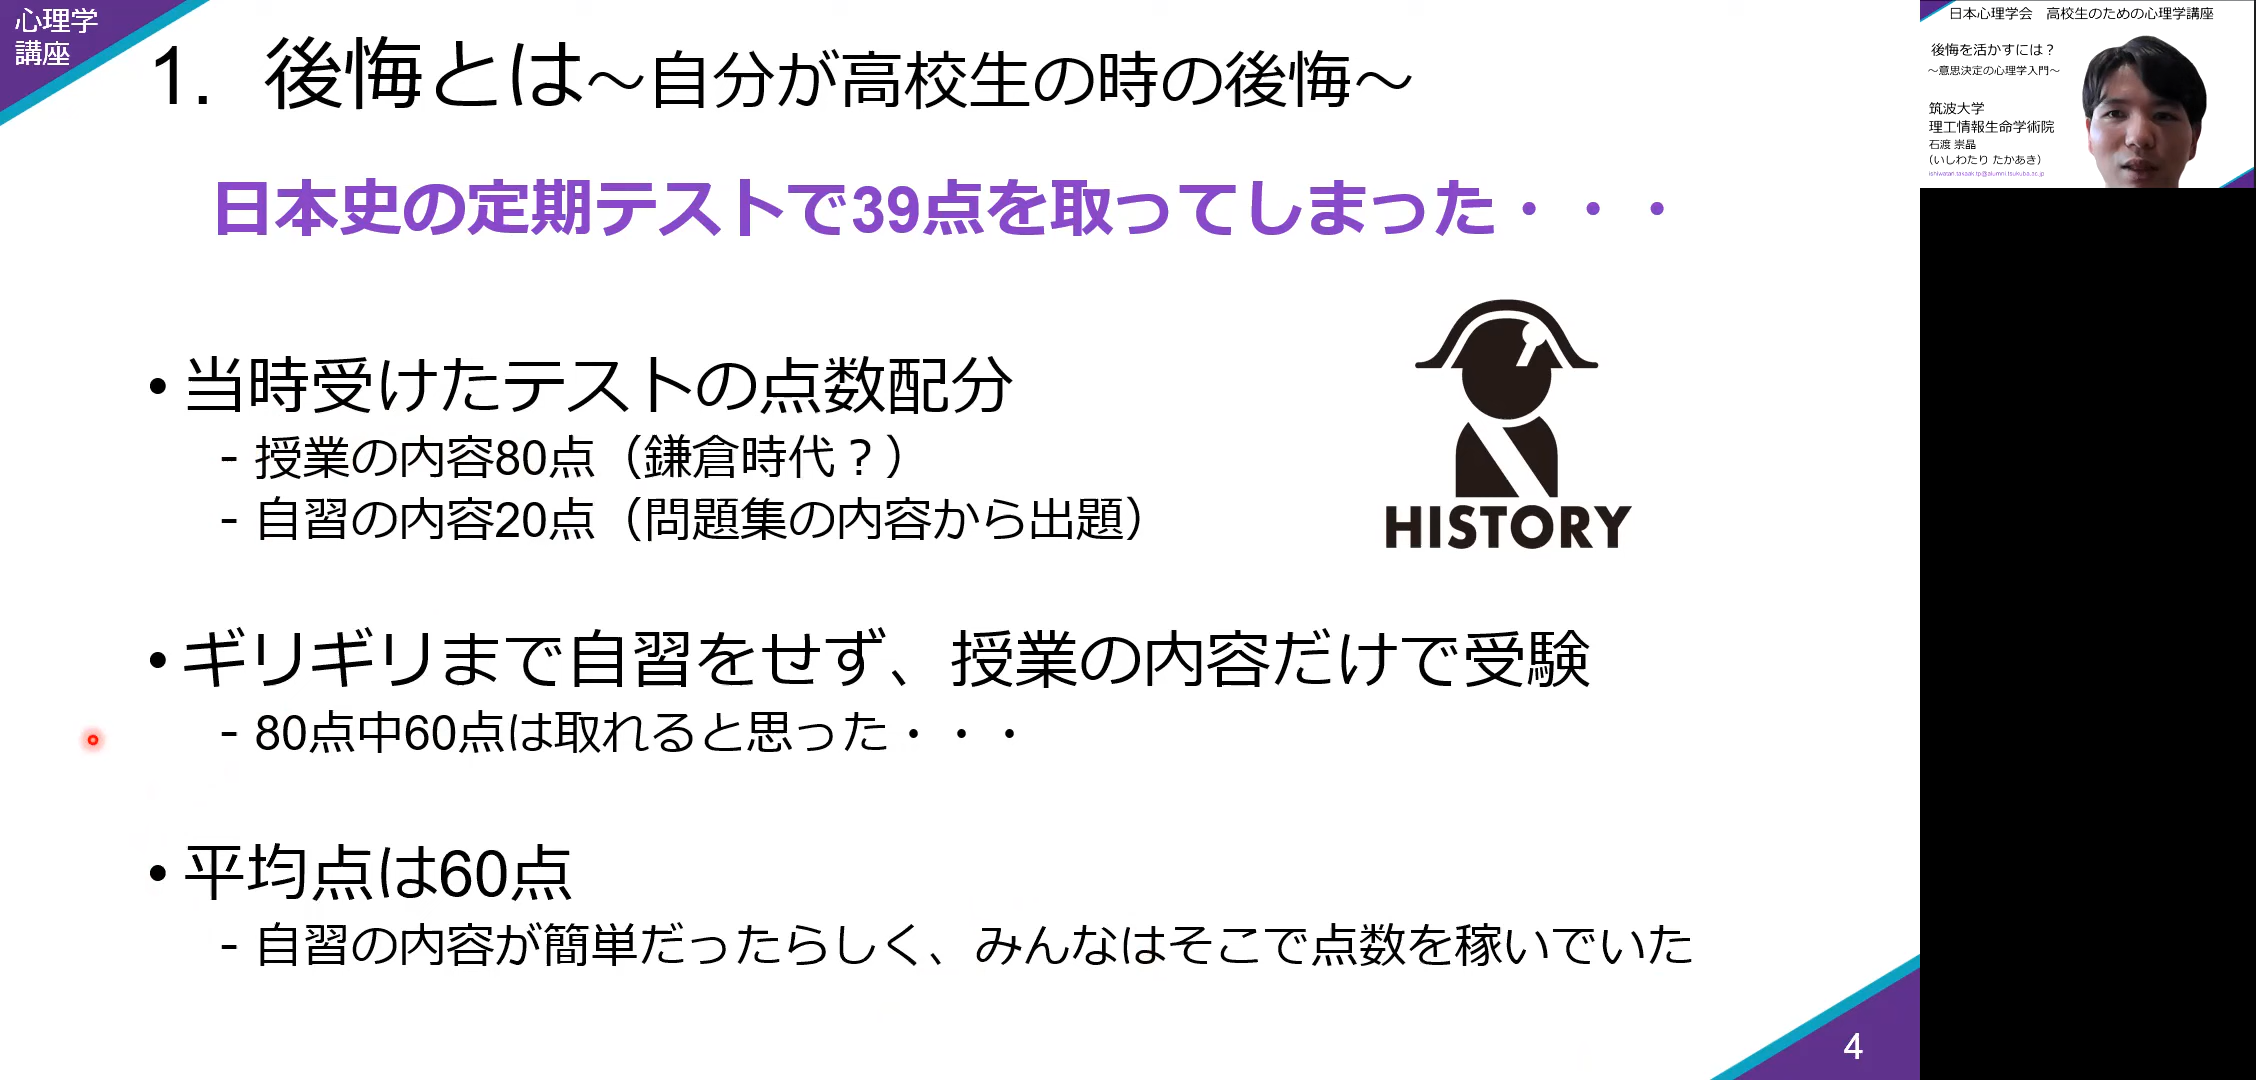 心理学
講座
1. 後悔とは～自分が高校生の時の後悔～
日本史の定期テストで39点を取ってしまった・・・
•当時受けたテストの点数配分
- 授業の内容80点（鎌倉時代？）
- 自習の内容20点（問題集の内容から出題）
HISTORY
•ギリギリまで自習をせず、授業の内容だけで受験
- 80点中60点は取れると思った・・・
•平均点は60点
- 自習の内容が簡単だったらしく、みんなはそこで点数を稼いでいた
4
日本心理学会　高校生のための心理学講座
後悔を活かすには？
～意思決定の心理学入門～
筑波大学
理工情報生命学術院
石渡 崇晶
（いしわたり たかあき）